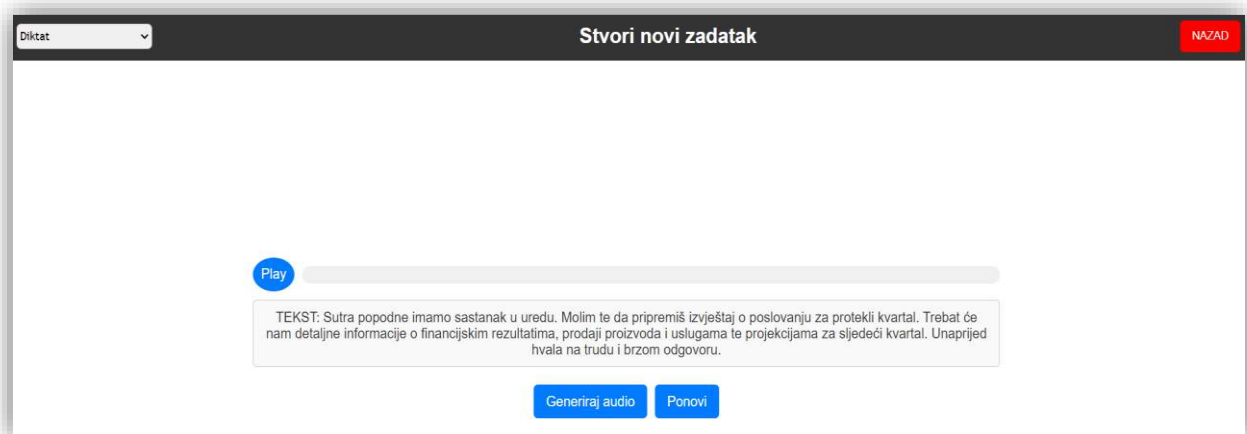 Diktat
Stvori novi zadatak
NAZAD
Play
TEKST: Sutra popodne imamo sastanak u uredu. Molim te da pripremiš izvještaj o poslovanju za protekli kvartal. Trebat će
nam detaljne informacije o financijskim rezultatima, prodaji proizvoda i uslugama te projekcijama za sljedeći kvartal. Unaprijed
hvala na trudu i brzom odgovoru.
Generiraj audio
Ponovi